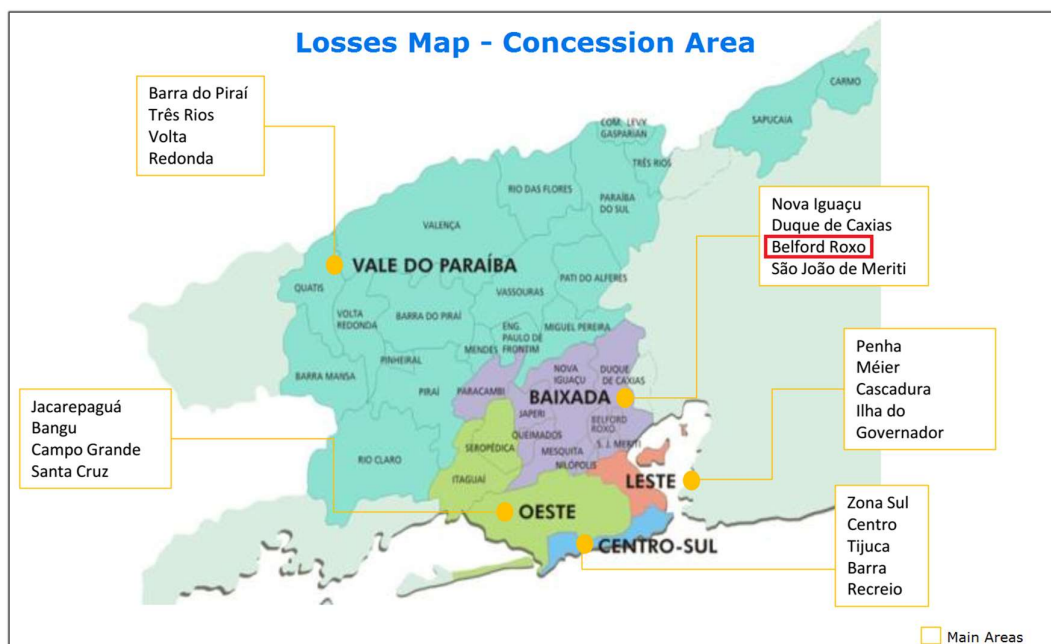 Losses Map - Concession Area
Barra do Piraí
Três Rios
Volta
Redonda
CARMO
SAPUCAIA
COM. LEVY
GASPARIAN
TRÊS RIOS
RIO DAS FLORES
PARAÍBA
DO SUL
VALENÇA
Nova Iguaçu
Duque de Caxias
Belford Roxo
São João de Meriti
VALE DO PARAÍBA
PATI DO ALFERES
QUATIS
VASSOURAS
VOLTA
REDONDA
BARRA DO PIRAÍ
ENG.
PAULO DE
FRONTIM
MIGUEL PEREIRA
MENDES
PINHEIRAL
BARRA MANSA
PIRAÍ
PARACAMBI
NOVA
IGUAÇU
DUQUE
DE CAXIAS
BAIXADA
JAPERI
BELFORD
ROXO
QUEIMADOS
S. J. MERITI
MESQUITA
NILÓPOLIS
SEROPÉDICA
RIO CLARO
ITAGUAÍ
Penha
Méier
Cascadura
Ilha do
Governador
Jacarepaguá
Bangu
Campo Grande
Santa Cruz
LESTE
OESTE
CENTRO-SUL
Zona Sul
Centro
Tijuca
Barra
Recreio
Main Areas